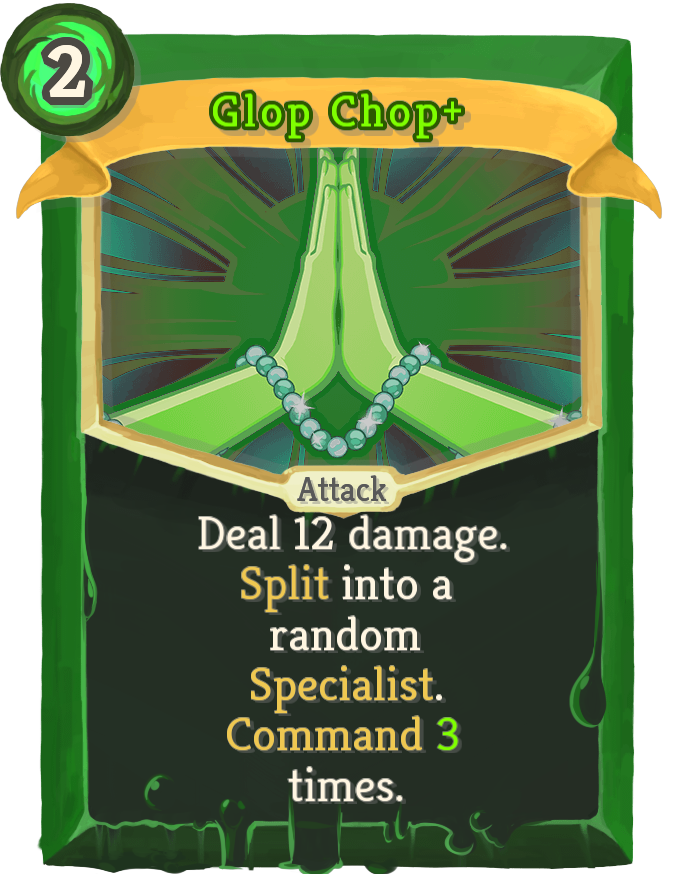 2
Glop Chop+
Attack
Deal 12 damage.
Split into a
random
Specialist.
Command 3
times.